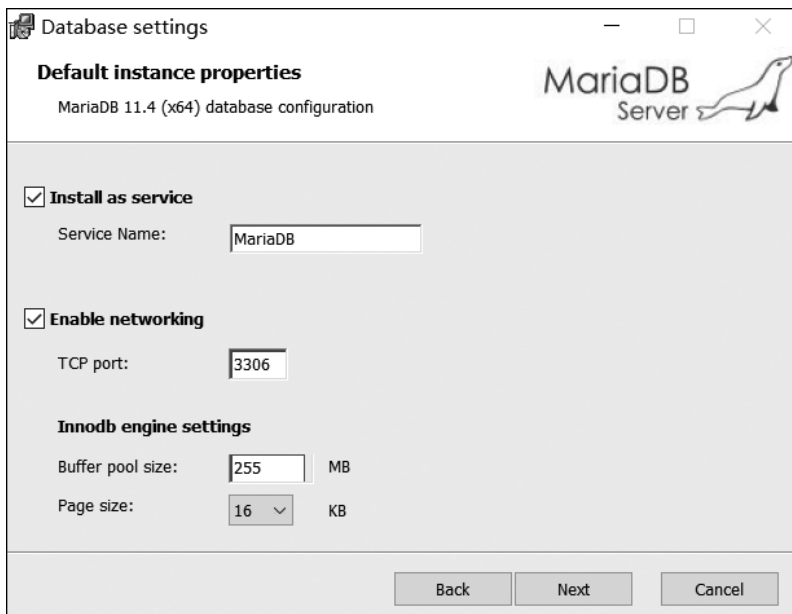 Database settings
Default instance properties
MariaDB 11.4 (x64) database configuration
MariaDB
Server
Install as service
Service Name: MariaDB
Enable networking
TCP port: 3306
Innodb engine settings
Buffer pool size: 255 MB
Page size: 16 KB
Back Next Cancel